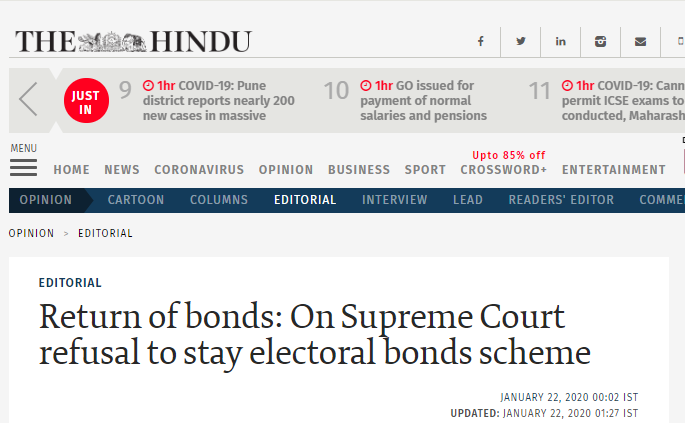 THE HINDU
JUST IN
9 1hr COVID-19: Pune
district reports nearly 200
new cases in massive
10 1hr GO issued for
payment of normal
salaries and pensions
11 1hr COVID-19: Cann
permit ICSE exams to
conducted, Maharash
MENU
Upto 85% off
HOME NEWS CORONAVIRUS OPINION BUSINESS SPORT CROSSWORD+ ENTERTAINMENT
OPINION CARTOON COLUMNS EDITORIAL INTERVIEW LEAD READERS' EDITOR COMME
OPINION > EDITORIAL
EDITORIAL
Return of bonds: On Supreme Court
refusal to stay electoral bonds scheme
JANUARY 22, 2020 00:02 IST
UPDATED: JANUARY 22, 2020 01:27 IST